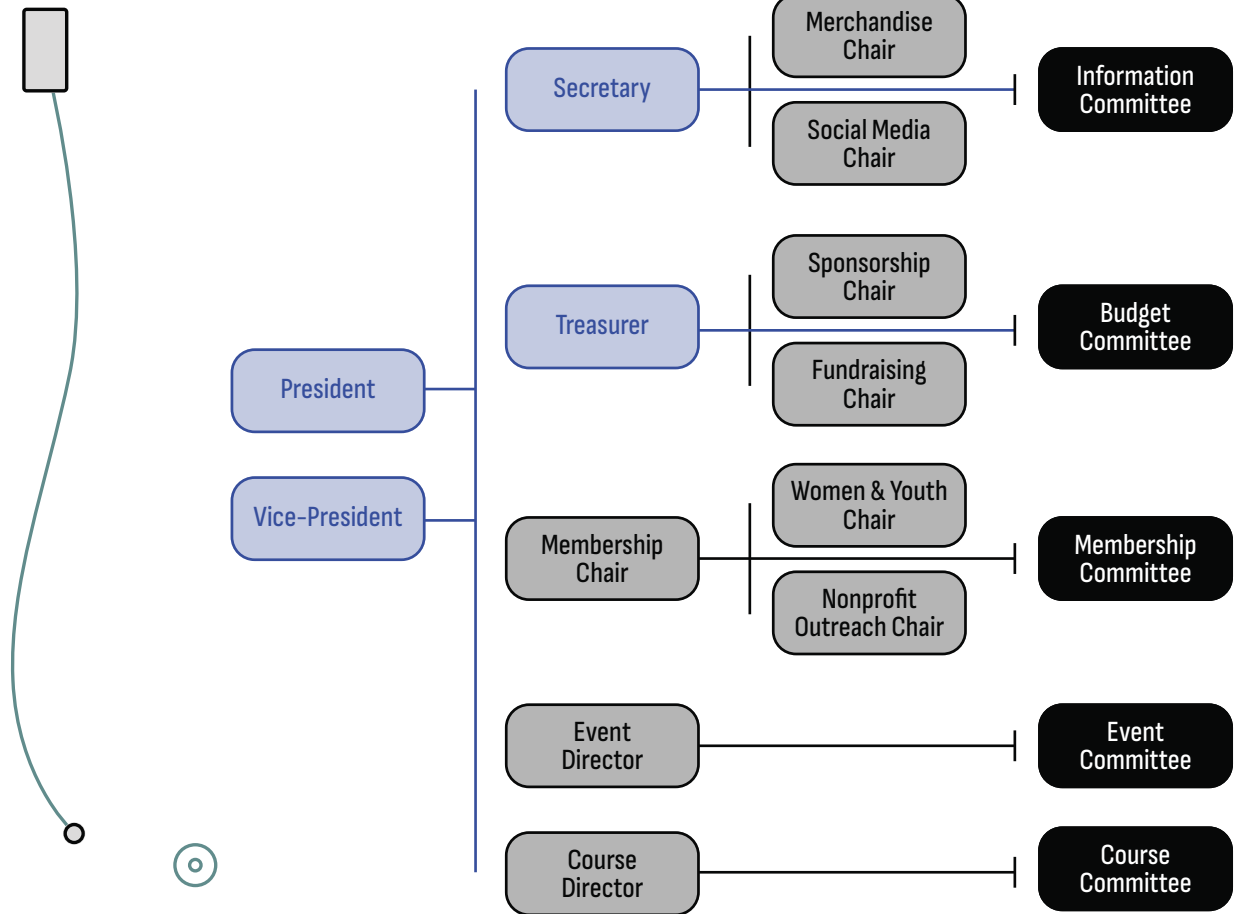 President
Vice-President
Secretary
Merchandise
Chair
Social Media
Chair
Information
Committee
Treasurer
Sponsorship
Chair
Fundraising
Chair
Budget
Committee
Membership
Chair
Women & Youth
Chair
Nonprofit
Outreach Chair
Membership
Committee
Event
Director
Event
Committee
Course
Director
Course
Committee